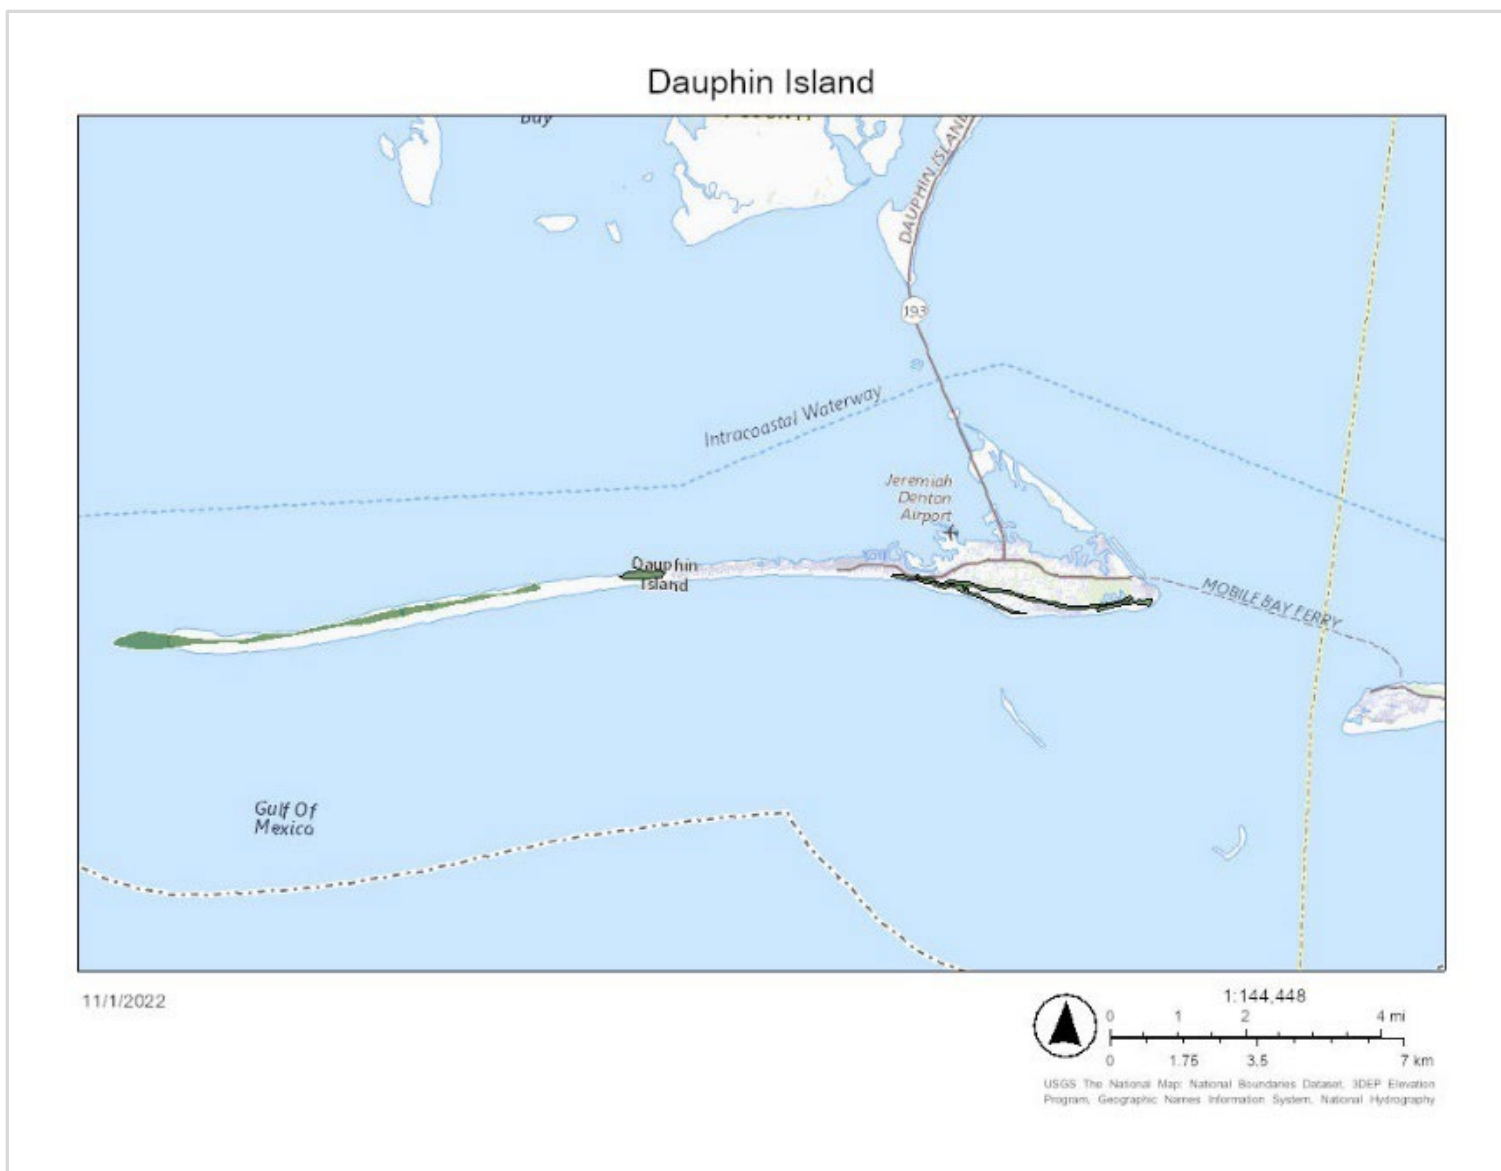 Dauphin Island
Bay
DAUPHIN ISLAND
193
Intracoastal Waterway
Jeremiah
Denton
Airport
Dauphin
Island
MOBILE BAY FERRY
Gulf Of
Mexico
11/1/2022
1:144,448
0 1 2 4 mi
0 1.75 3.5 7 km
USGS The National Map: National Boundaries Dataset, 3DEP Elevation
Program, Geographic Names Information System, National Hydrography